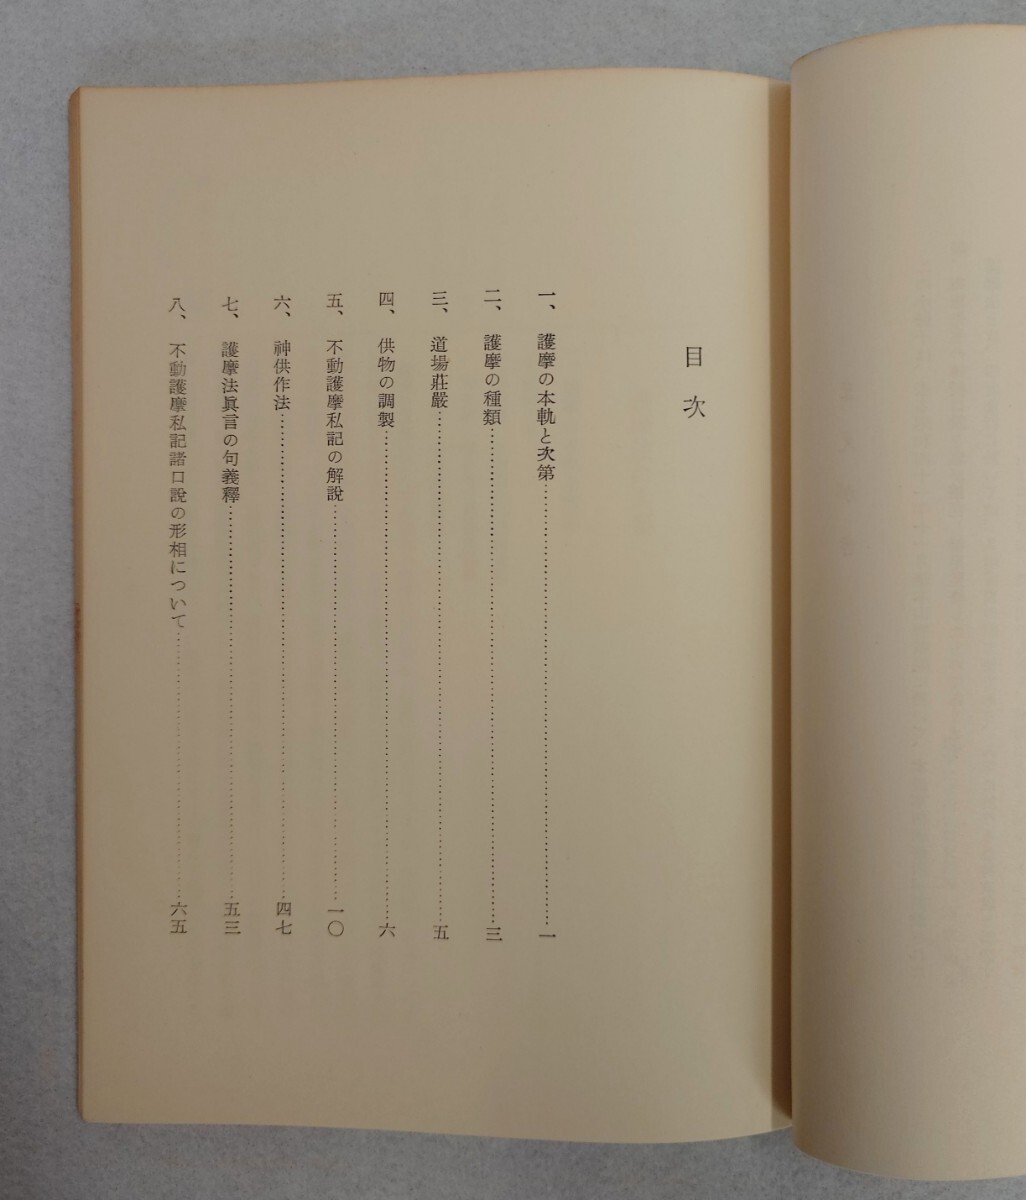 目次
一、護摩の本軌と次第……………………一
二、護摩の種類……………………三
三、道場莊嚴……………………五
四、供物の調製……………………六
五、不動護摩私記の解説……………………一〇
六、神供作法……………………四七
七、護摩法眞言の句義釋……………………五三
八、不動護摩私記諸口說の形相について……………………六五